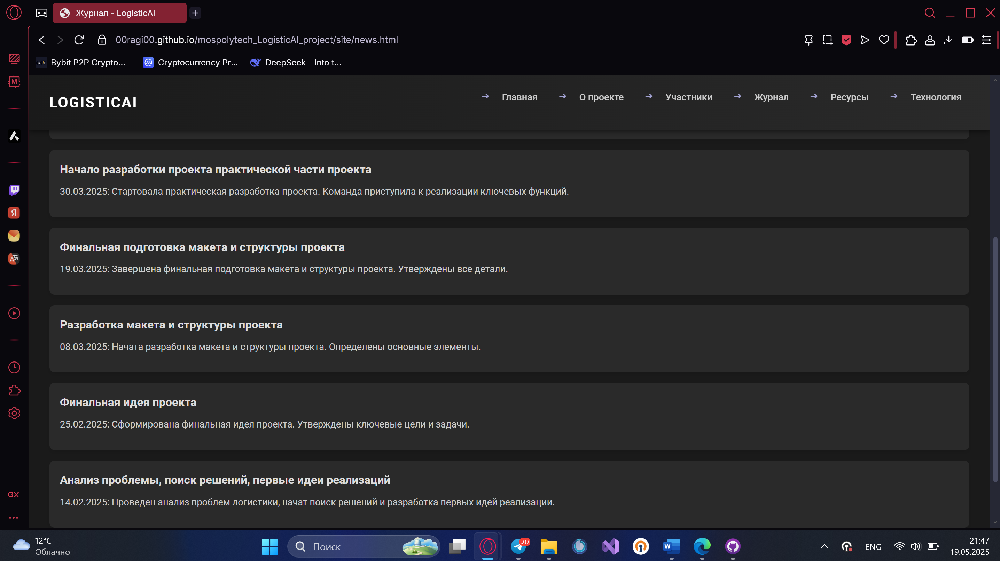 Журнал - LogisticAI
00ragi00.github.io/mospolytech_LogisticAI_project/site/news.html
BYBIT Bybit P2P Crypto... Cryptocurrency Pr... DeepSeek - Into t...
M
LOGISTICAI
Главная О проекте Участники Журнал Ресурсы Технология
Начало разработки проекта практической части проекта
30.03.2025: Стартовала практическая разработка проекта. Команда приступила к реализации ключевых функций.
Я
Финальная подготовка макета и структуры проекта
19.03.2025: Завершена финальная подготовка макета и структуры проекта. Утверждены все детали.
Разработка макета и структуры проекта
08.03.2025: Начата разработка макета и структуры проекта. Определены основные элементы.
Финальная идея проекта
25.02.2025: Сформирована финальная идея проекта. Утверждены ключевые цели и задачи.
Анализ проблемы, поиск решений, первые идеи реализаций
GX
14.02.2025: Проведен анализ проблем логистики, начат поиск решений и разработка первых идей реализации.
12°C
Облачно
Поиск
..07
W
ENG
21:47
19.05.2025